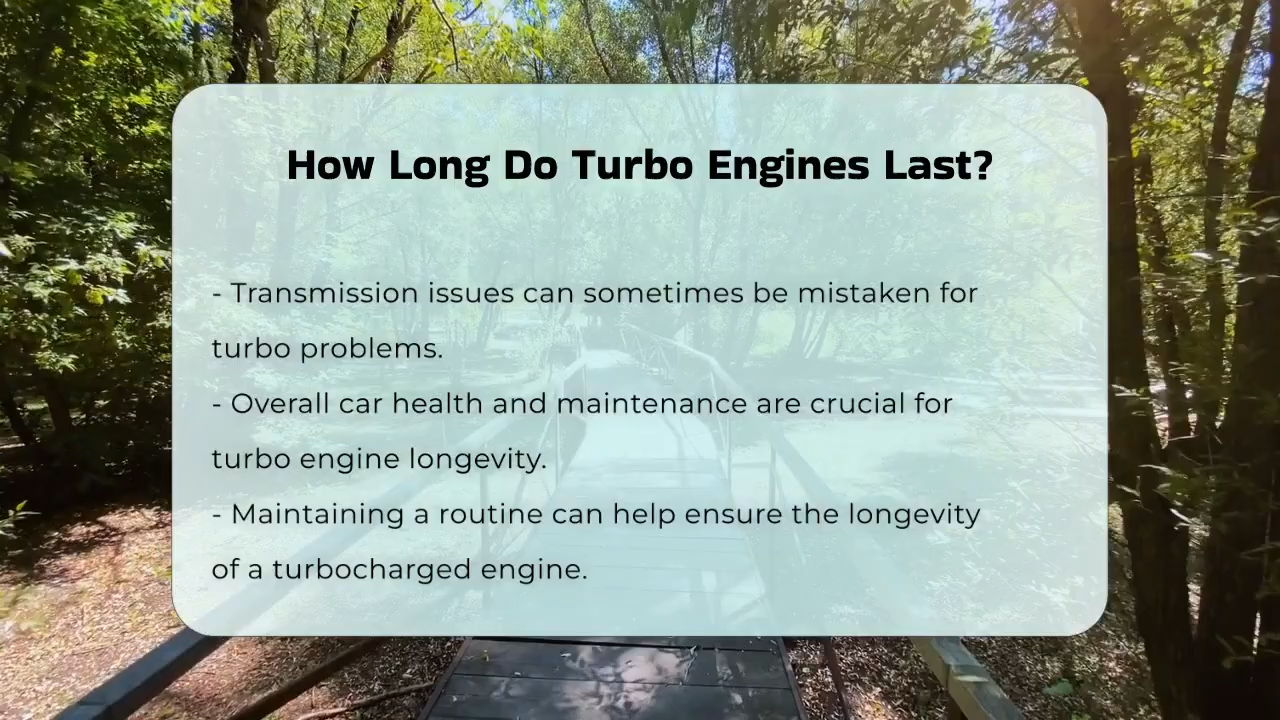 How Long Do Turbo Engines Last?
- Transmission issues can sometimes be mistaken for
turbo problems.
- Overall car health and maintenance are crucial for
turbo engine longevity.
- Maintaining a routine can help ensure the longevity
of a turbocharged engine.